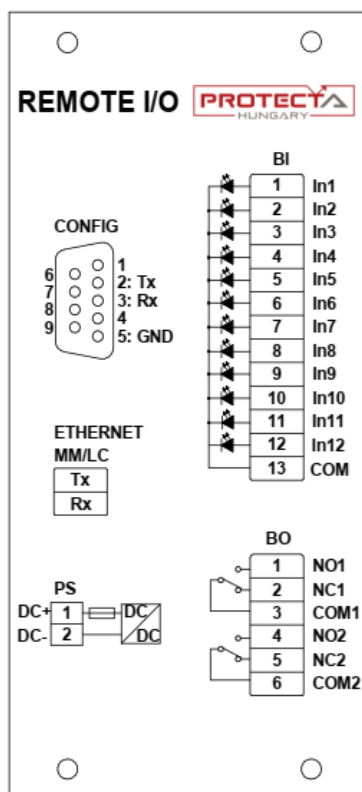 REMOTE I/O PROTECTA
HUNGARY
BI
1 In1
2 In2
3 In3
4 In4
5 In5
6 In6
7 In7
8 In8
9 In9
10 In10
11 In11
12 In12
13 COM
CONFIG
1
6
2: Tx
7
3: Rx
8
4
9
5: GND
ETHERNET
MM/LC
Tx
Rx
PS
DC+ 1 DC
DC- 2 DC
BO
1 NO1
2 NC1
3 COM1
4 NO2
5 NC2
6 COM2